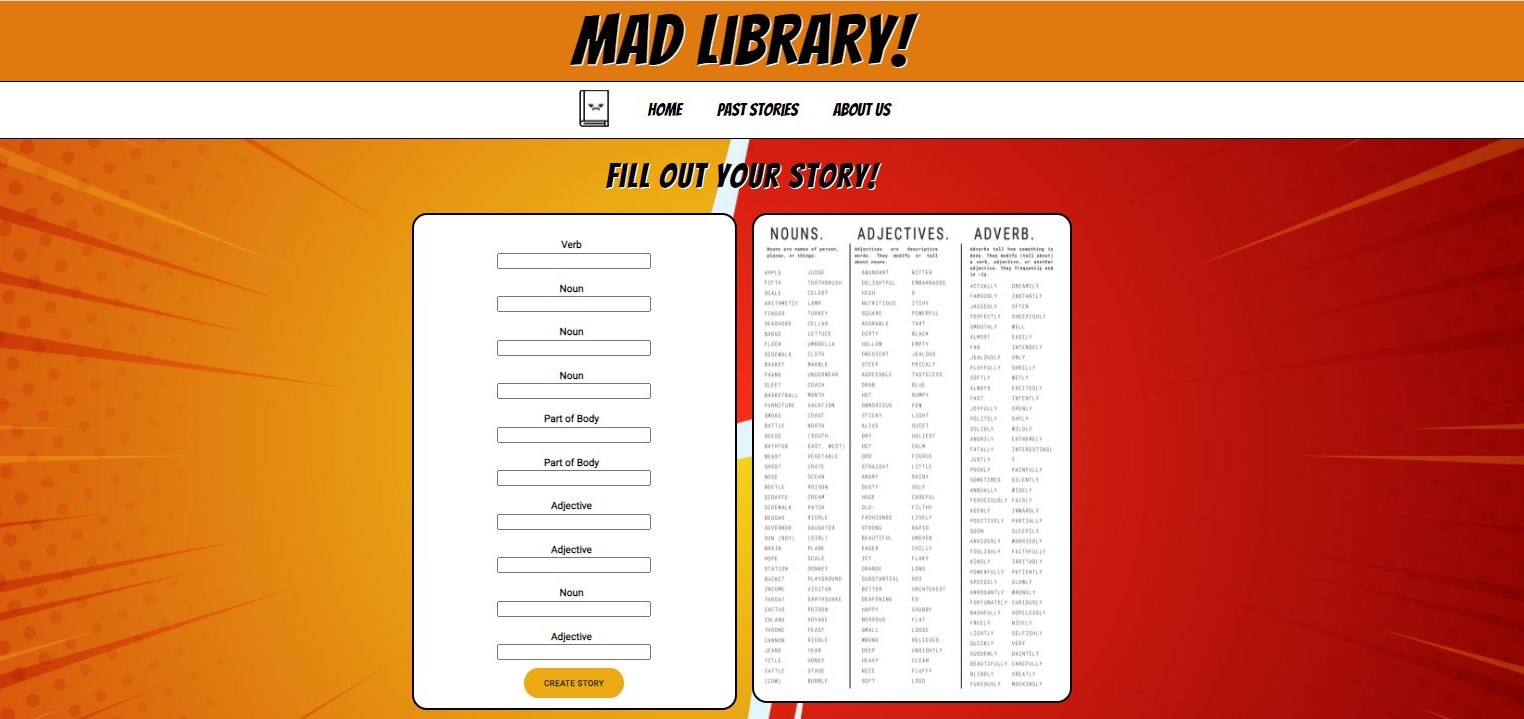 MAD LIBRARY!
HOME PAST STORIES ABOUT US
FILL OUT YOUR STORY!
Verb
Noun
Noun
Noun
Part of Body
Part of Body
Adjective
Adjective
Noun
Adjective
CREATE STORY
NOUNS.
Nouns are names of person,
places, or things.
APPLE JUDGE
FIFTH TOOTHBRUSH
SCALE CELERY
ARITHMETIC LAMP
FINGER TURKEY
SEASHORE CELLAR
BADGE LETTUCE
FLOCK UMBRELLA
SIDEWALK CLOTH
BASKET MARBLE
FRAME UNDERWEAR
SLEET COACH
BASKETBALL MONTH
FURNITURE VACATION
SMOKE COAST
BATTLE NORTH
GEESE (SOUTH,
BATHTUB EAST, WEST)
BEAST VEGETABLE
GHOST CRATE
NOSE OCEAN
BEETLE POISON
GIRAFFE CREAM
SIDEWALK PATCH
BEGGAR RIDDLE
GOVERNOR DAUGHTER
SON (BOY) (GIRL)
BRAIN PLANE
HOPE SCALE
STATION DONKEY
BUCKET PLAYGROUND
INCOME VISITOR
THROAT EARTHQUAKE
CACTUS POISON
ISLAND VOYAGE
THRONE FEAST
CANNON RIDDLE
JEANS YEAR
TITLE HONEY
CATTLE STAGE
(COW) BUBBLE
ADJECTIVES.
Adjectives are descriptive
words. They modify or tell
about nouns.
ABUNDANT BITTER
DELIGHTFUL EMBARRASSE
HIGH D
NUTRITIOUS ITCHY
SQUARE POWERFUL
ADORABLE TART
DIRTY BLACK
HOLLOW EMPTY
OBEDIENT JEALOUS
STEEP PRICKLY
AGREEABLE TASTELESS
DRAB BLUE
HOT BUMPY
OBNOXIOUS FEW
STICKY LIGHT
ALIVE QUIET
DRY HOLIEST
HOT CALM
ODD FIERCE
STRAIGHT LITTLE
ANGRY RAINY
DUSTY UGLY
HUGE CAREFUL
OLD- FILTHY
FASHIONED LIVELY
STRONG RAPID
BEAUTIFUL UNEVEN
EAGER CHILLY
ICY FLAKY
ORANGE LONG
SUBSTANTIAL RED
BETTER UNINTEREST
DEAFENING ED
HAPPY CHUBBY
NERVOUS FLAT
SMALL LOOSE
WRONG RELIEVED
DEEP UNSIGHTLY
HEAVY CLEAN
NICE FLUFFY
SOFT LOUD
ADVERB.
Adverbs tell how something is
done. They modify (tell about)
a verb, adjective, or another
adjective. They frequently end
in -ly.
ACTUALLY DREAMILY
FAMOUSLY INSTANTLY
JAGGEDLY OFTEN
PERFECTLY SHEEPISHLY
SMOOTHLY WELL
ALMOST EASILY
FAR INTENSELY
JEALOUSLY ONLY
PLAYFULLY SHRILLY
SOFTLY WETLY
ALWAYS EXCITEDLY
FAST INTENTLY
JOYFULLY OPENLY
POLITELY SHYLY
SOLIDLY WILDLY
ANGRILY EXTREMELY
FATALLY INTERESTINGL
JUSTLY Y
POORLY PAINFULLY
SOMETIMES SILENTLY
ANNUALLY WISELY
FEROCIOUSLY FAIRLY
KEENLY INWARDLY
POSITIVELY PARTIALLY
SOON SLEEPILY
ANXIOUSLY WORRIEDLY
FOOLISHLY FAITHFULLY
KINDLY IRRITABLY
POWERFULLY PATIENTLY
SPEEDILY SLOWLY
ARROGANTLY WRONGLY
FORTUNATELY CURIOUSLY
BASHFULLY HOPELESSLY
FREELY NICELY
LIGHTLY SELFISHLY
QUICKLY VERY
SUDDENLY DAINTILY
BEAUTIFULLY CAREFULLY
BLINDLY GREATLY
FURIOUSLY MOCKINGLY